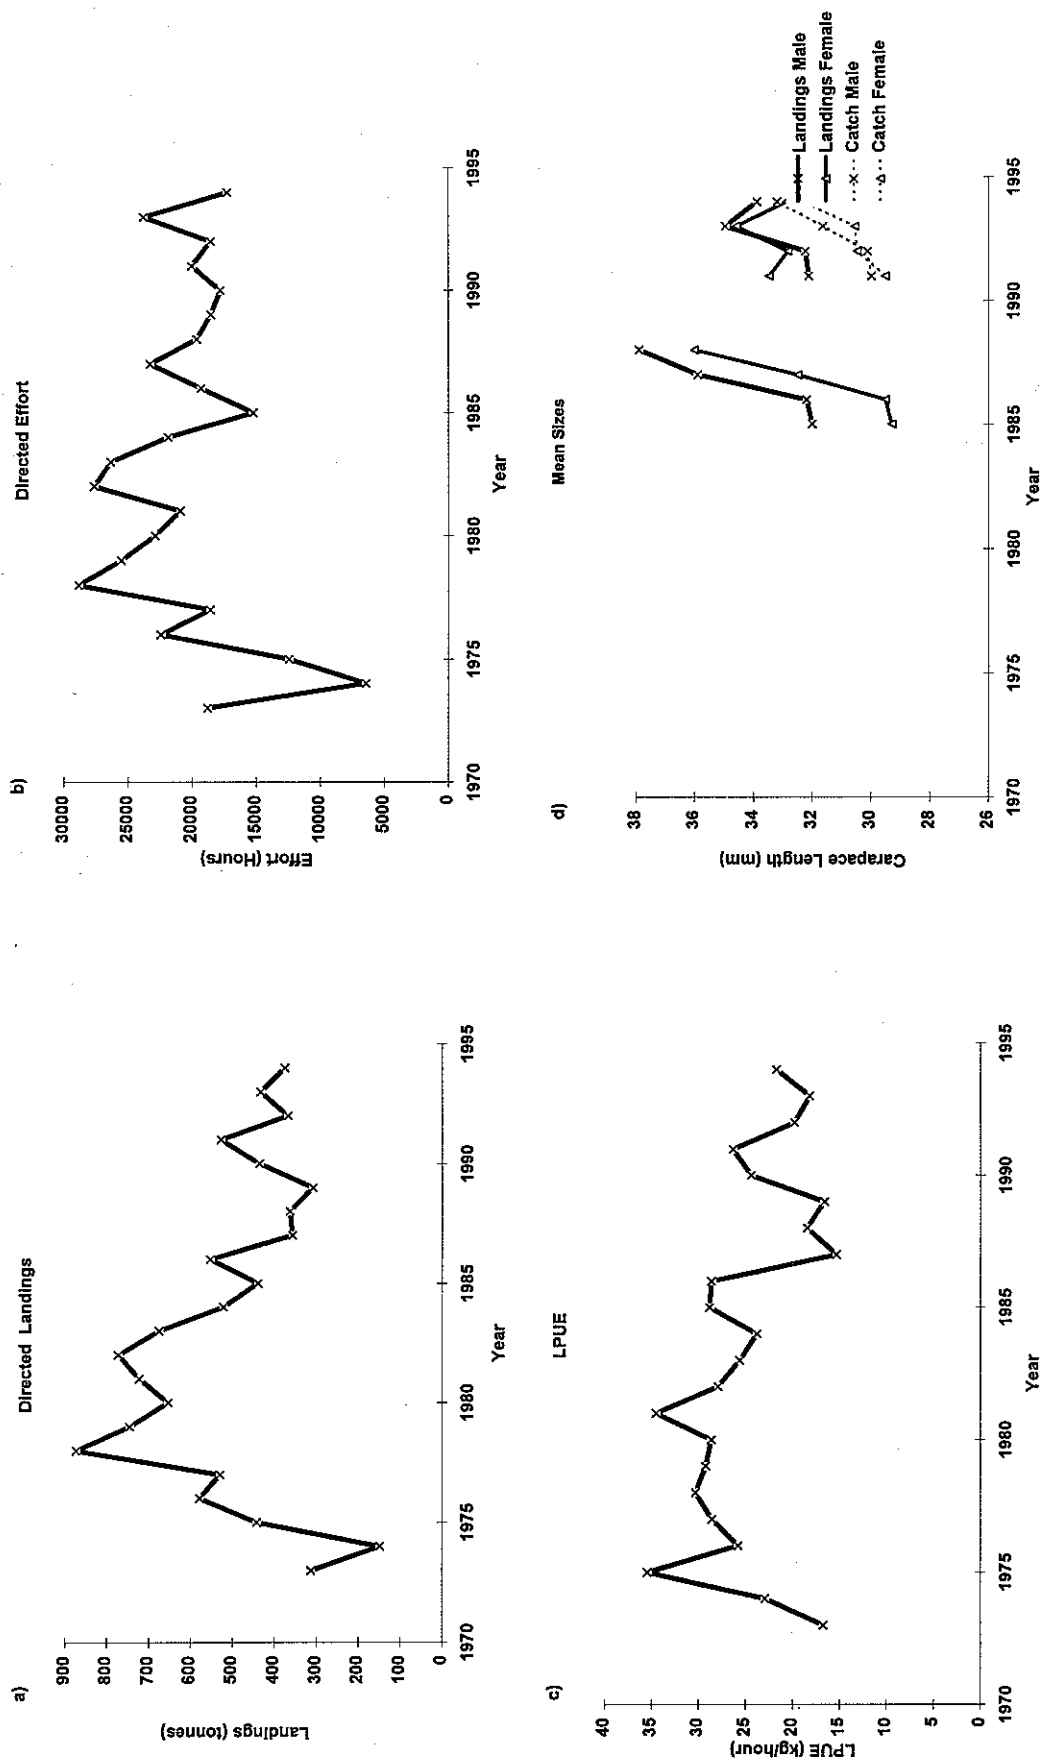 a)
Directed Landings
Landings (tonnes)
900
800
700
600
500
400
300
200
100
0
1970
1975
1980
1985
1990
1995
Year
b)
Directed Effort
Effort (Hours)
30000
25000
20000
15000
10000
5000
0
1970
1975
1980
1985
1990
1995
Year
c)
LPUE
LPUE (kg/hour)
40
35
30
25
20
15
10
5
0
1970
1975
1980
1985
1990
1995
Year
d)
Mean Sizes
Carapace Length (mm)
38
36
34
32
30
28
26
1970
1975
1980
1985
1990
1995
Year
Landings Male
Landings Female
Catch Male
Catch Female